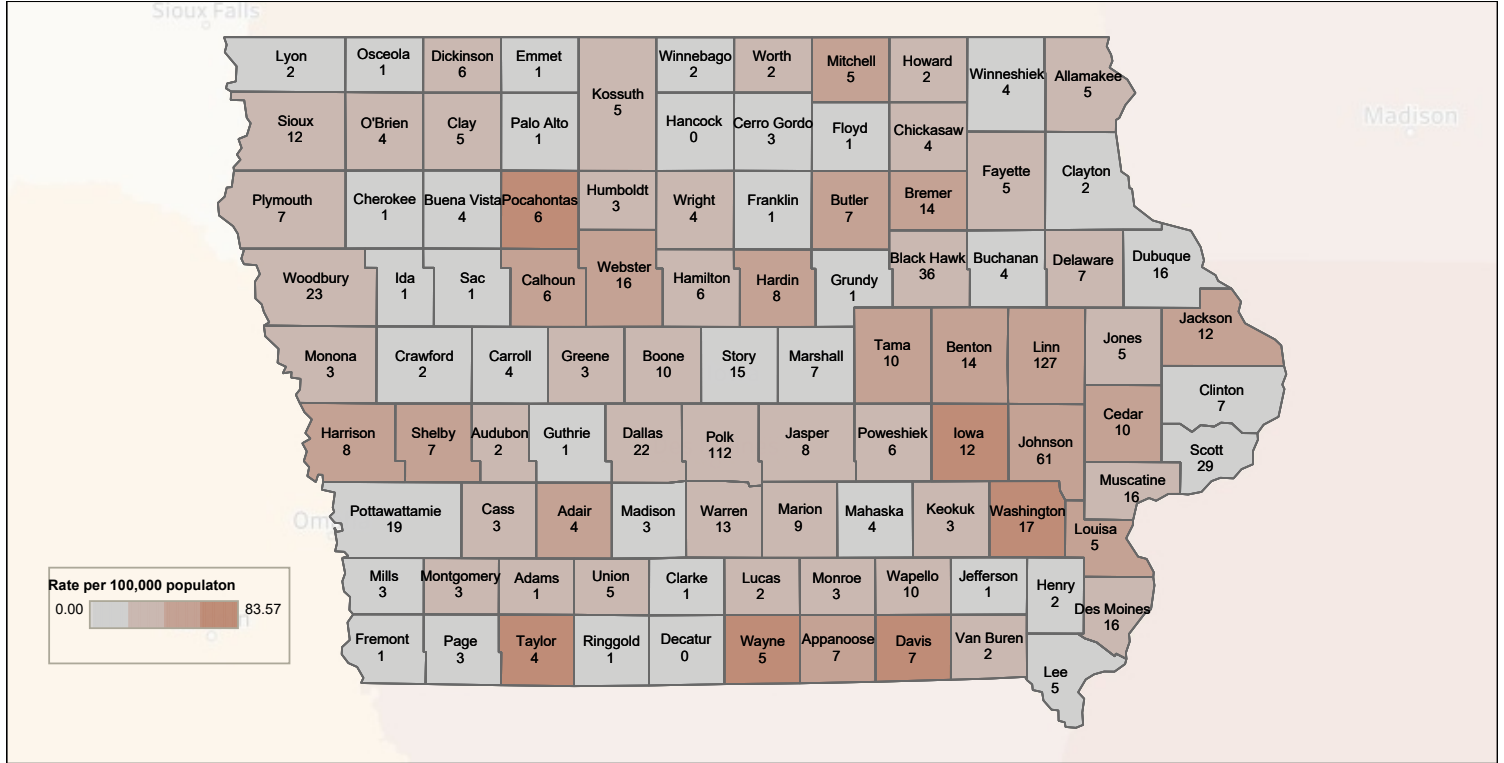 Sioux Falls
Lyon
2
Osceola
1
Dickinson
6
Emmet
1
Kossuth
5
Winnebago
2
Worth
2
Mitchell
5
Howard
2
Winneshiek
4
Allamakee
5
Madison
Sioux
12
O'Brien
4
Clay
5
Palo Alto
1
Hancock
0
Cerro Gordo
3
Floyd
1
Chickasaw
4
Fayette
5
Clayton
2
Plymouth
7
Cherokee
1
Buena Vista
4
Pocahontas
6
Humboldt
3
Wright
4
Franklin
1
Butler
7
Bremer
14
Woodbury
23
Ida
1
Sac
1
Calhoun
6
Webster
16
Hamilton
6
Hardin
8
Grundy
1
Black Hawk
36
Buchanan
4
Delaware
7
Dubuque
16
Jackson
12
Monona
3
Crawford
2
Carroll
4
Greene
3
Boone
10
Story
15
Marshall
7
Tama
10
Benton
14
Linn
127
Jones
5
Clinton
7
Harrison
8
Shelby
7
Audubon
2
Guthrie
1
Dallas
22
Polk
112
Jasper
8
Poweshiek
6
Iowa
12
Johnson
61
Cedar
10
Scott
29
Muscatine
16
Om
Pottawattamie
19
Cass
3
Adair
4
Madison
3
Warren
13
Marion
9
Mahaska
4
Keokuk
3
Washington
17
Louisa
5
Mills
3
Montgomery
3
Adams
1
Union
5
Clarke
1
Lucas
2
Monroe
3
Wapello
10
Jefferson
1
Henry
2
Des Moines
16
Fremont
1
Page
3
Taylor
4
Ringgold
1
Decatur
0
Wayne
5
Appanoose
7
Davis
7
Van Buren
2
Lee
5
Rate per 100,000 populaton
0.00
83.57